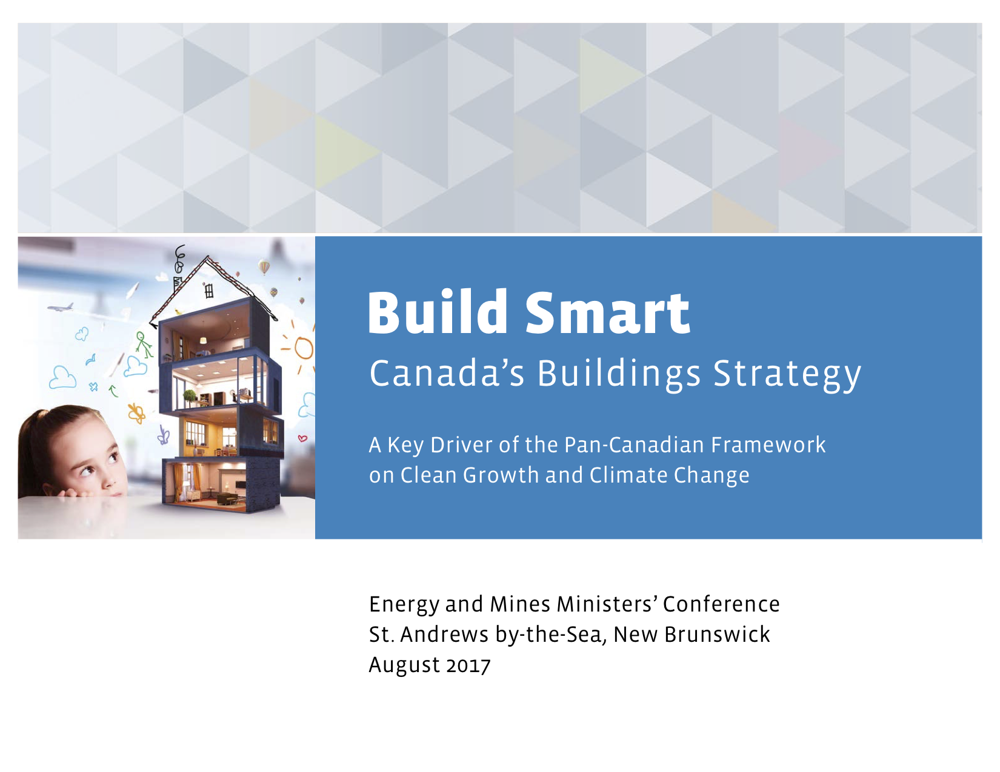 Build Smart
Canada’s Buildings Strategy
A Key Driver of the Pan-Canadian Framework
on Clean Growth and Climate Change
Energy and Mines Ministers’ Conference
St. Andrews by-the-Sea, New Brunswick
August 2017